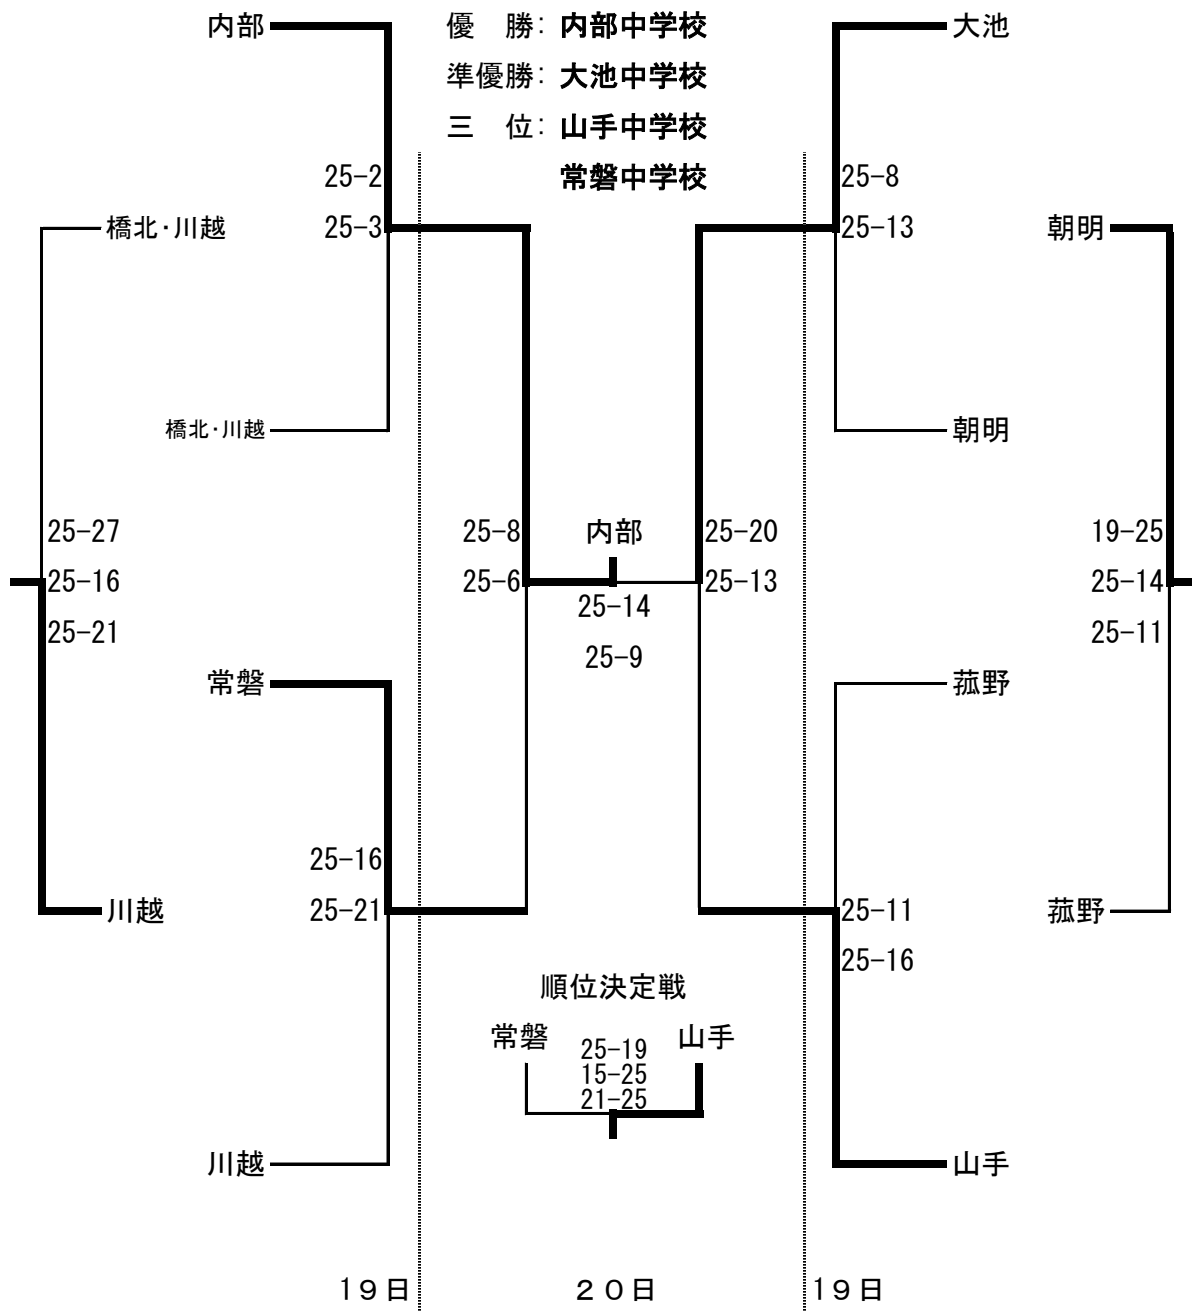 内部
優　勝: 内部中学校
大池
準優勝: 大池中学校
三　位: 山手中学校
常磐中学校
25-2
25-3
25-8
25-13
橋北･川越
朝明
橋北･川越
朝明
25-27
25-16
25-21
25-8
25-6
内部
25-14
25-9
25-20
25-13
19-25
25-14
25-11
常磐
菰野
25-16
25-21
川越
25-11
25-16
菰野
順位決定戦
常磐
25-19
15-25
21-25
山手
川越
山手
19日
２０日
19日